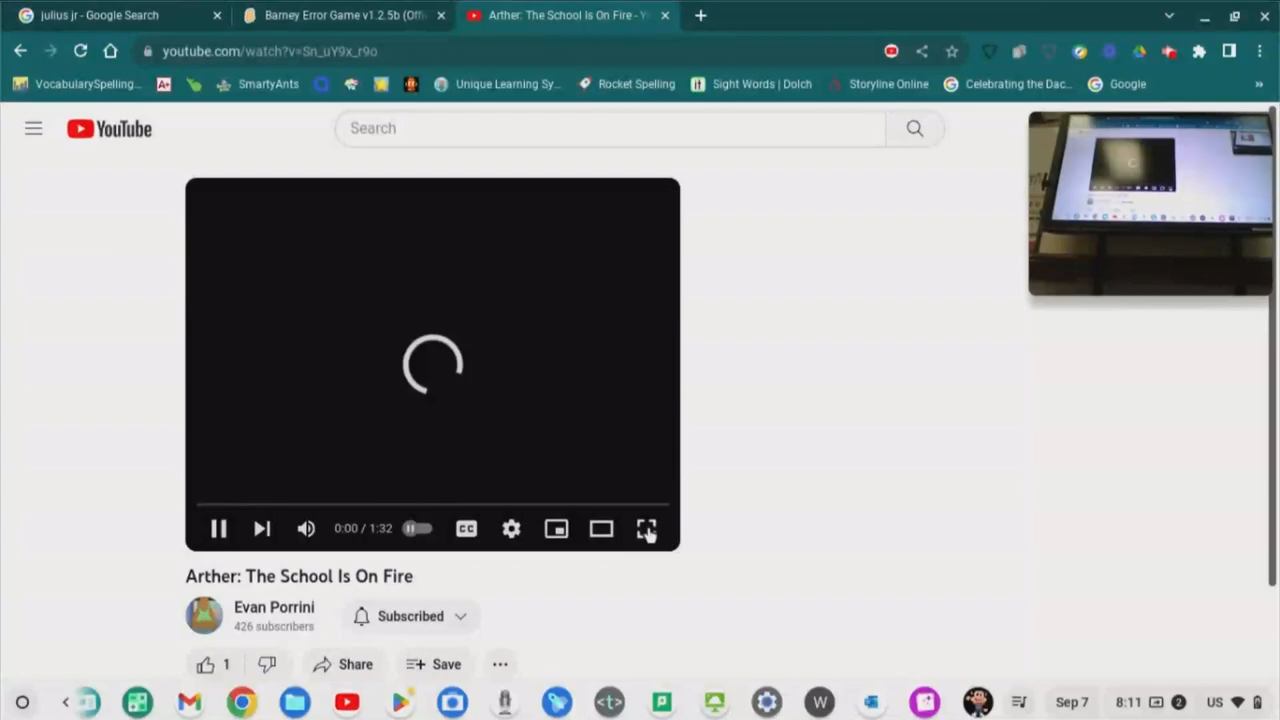 julius jr - Google Search
Barney Error Game v1.2.5b (Offi
Arther: The School Is On Fire - Y
youtube.com/watch?v=Sn_uY9x_r9o
VocabularySpelling...
A+
SmartyAnts
Unique Learning Sy...
Rocket Spelling
Sight Words | Dolch
Storyline Online
Celebrating the Dac...
Google
YouTube
Search
0:00 / 1:32
CC
Arther: The School Is On Fire
Evan Porrini
426 subscribers
Subscribed
1
Share
Save
W
Sep 7
8:11
2
US